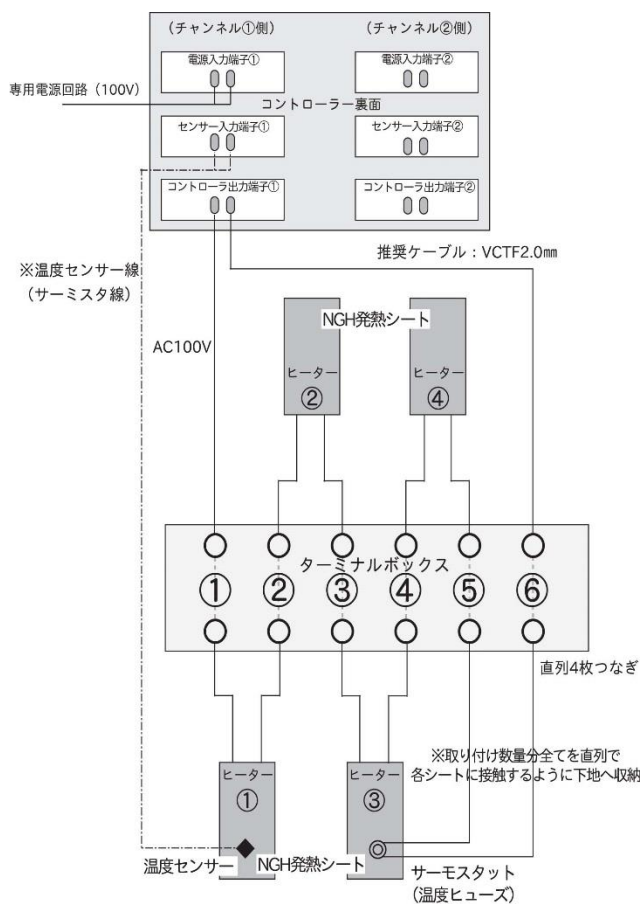 (チャンネル①側)
(チャンネル②側)
電源入力端子①
電源入力端子②
専用電源回路（100V）
コントローラー裏面
センサー入力端子①
センサー入力端子②
コントローラ出力端子①
コントローラ出力端子②
推奨ケーブル：VCTF2.0㎜
※温度センサー線
（サーミスタ線）
NGH発熱シート
AC100V
ヒーター
②
ヒーター
④
ターミナルボックス
① ② ③ ④ ⑤ ⑥
直列4枚つなぎ
※取り付け数量分全てを直列で
各シートに接触するように下地へ収納
ヒーター
①
ヒーター
③
温度センサー
NGH発熱シート
サーモスタット
（温度ヒューズ）